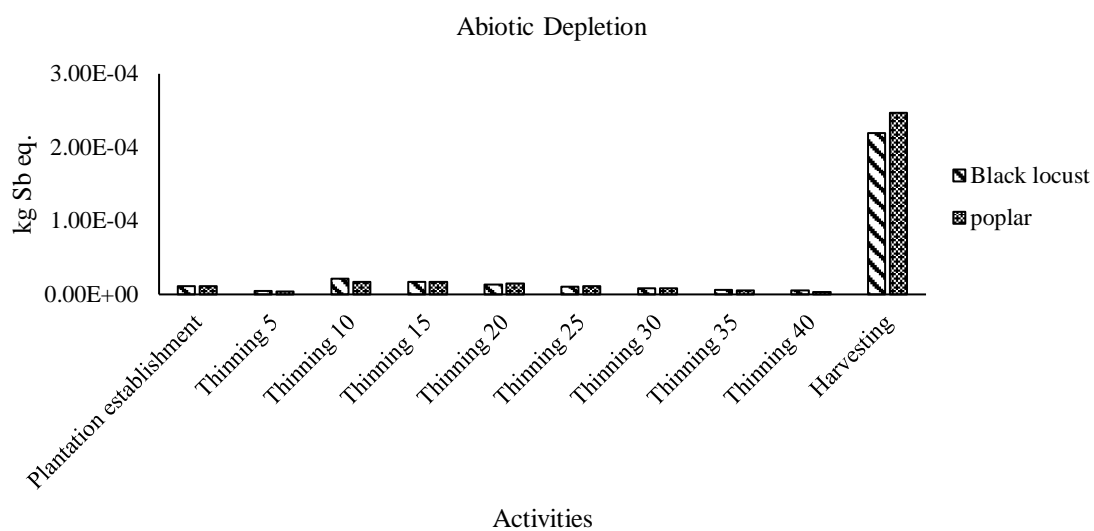 Abiotic Depletion
3.00E-04
2.00E-04
1.00E-04
0.00E+00
kg Sb eq.
Plantation establishment
Thinning 5
Thinning 10
Thinning 15
Thinning 20
Thinning 25
Thinning 30
Thinning 35
Thinning 40
Harvesting
Activities
Black locust
poplar